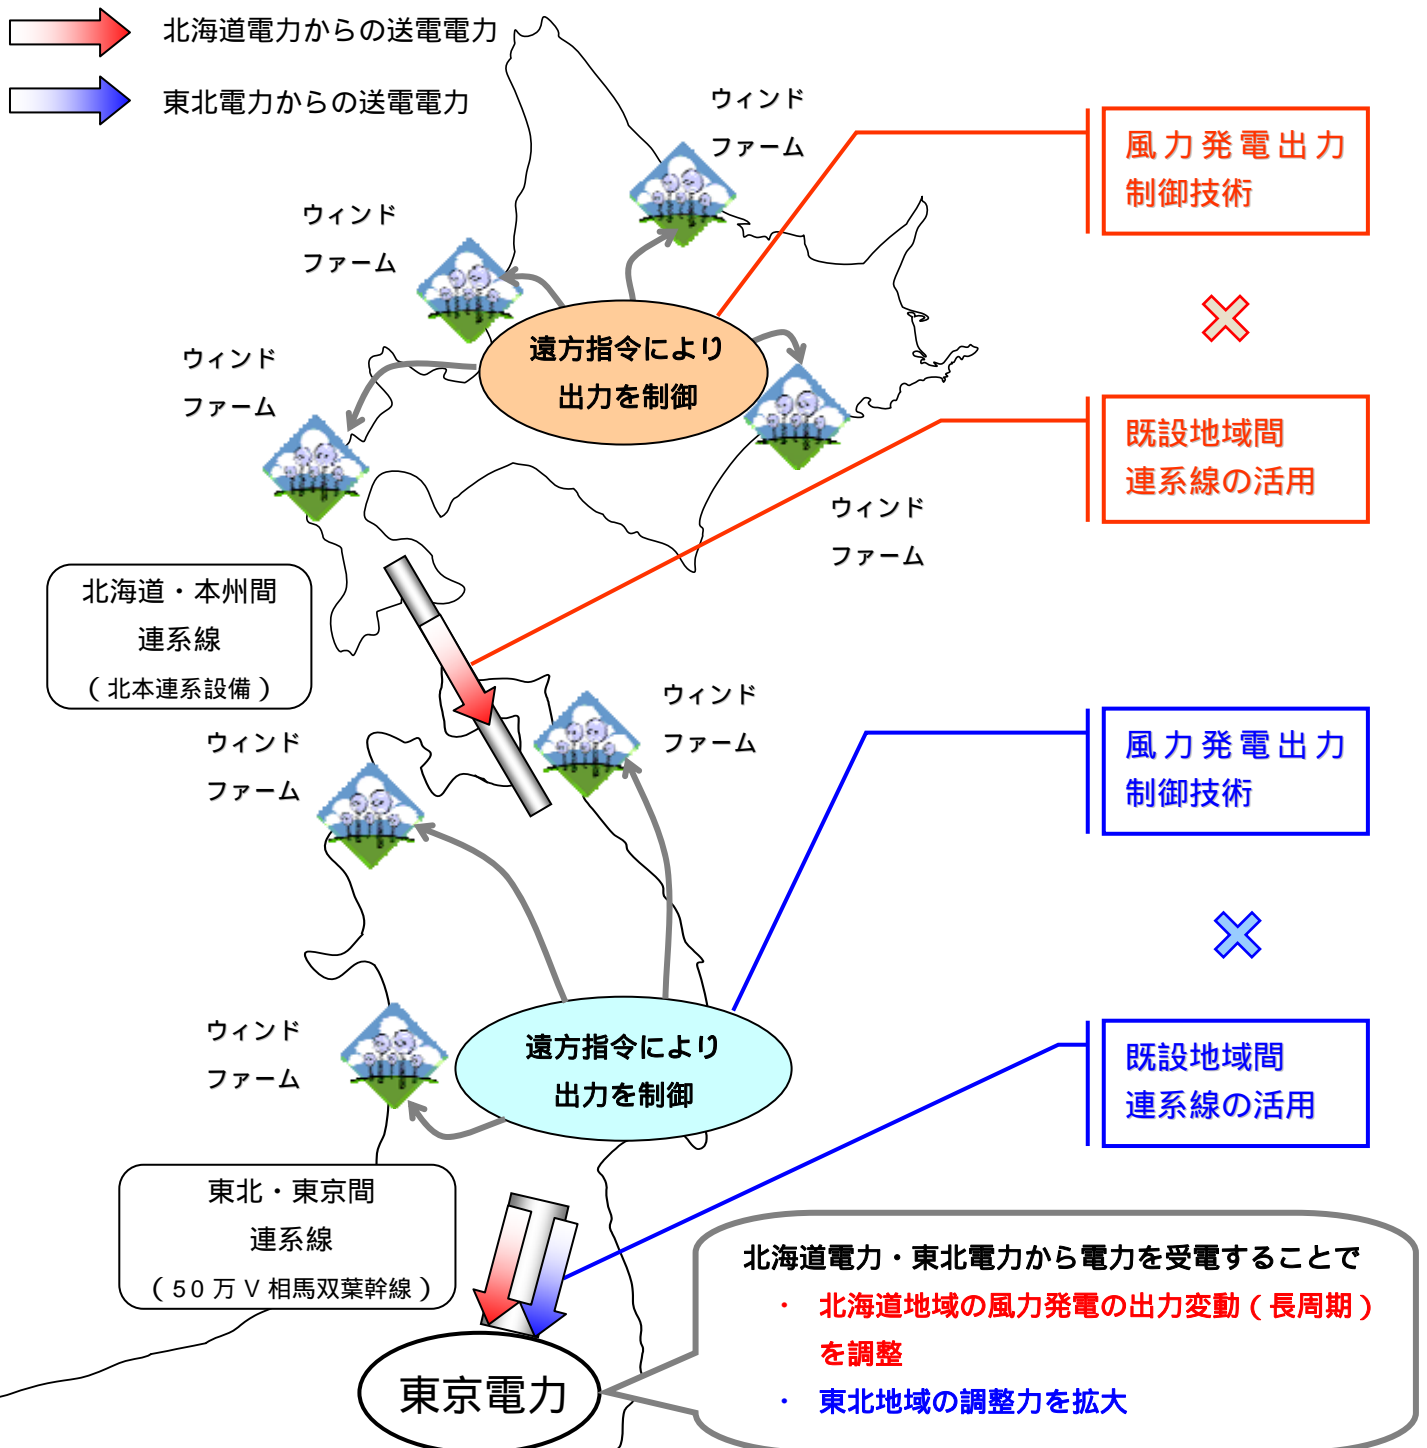 北海道電力からの送電電力
東北電力からの送電電力
ウィンド
ファーム
風力発電出力
制御技術
ウィンド
ファーム
遠方指令により
出力を制御
ウィンド
ファーム
既設地域間
連系線の活用
ウィンド
ファーム
北海道・本州間
連系線
（北本連系設備）
ウィンド
ファーム
ウィンド
ファーム
風力発電出力
制御技術
ウィンド
ファーム
遠方指令により
出力を制御
既設地域間
連系線の活用
東北・東京間
連系線
（50万V相馬双葉幹線）
北海道電力・東北電力から電力を受電することで
・ 北海道地域の風力発電の出力変動（長周期）
を調整
・ 東北地域の調整力を拡大
東京電力